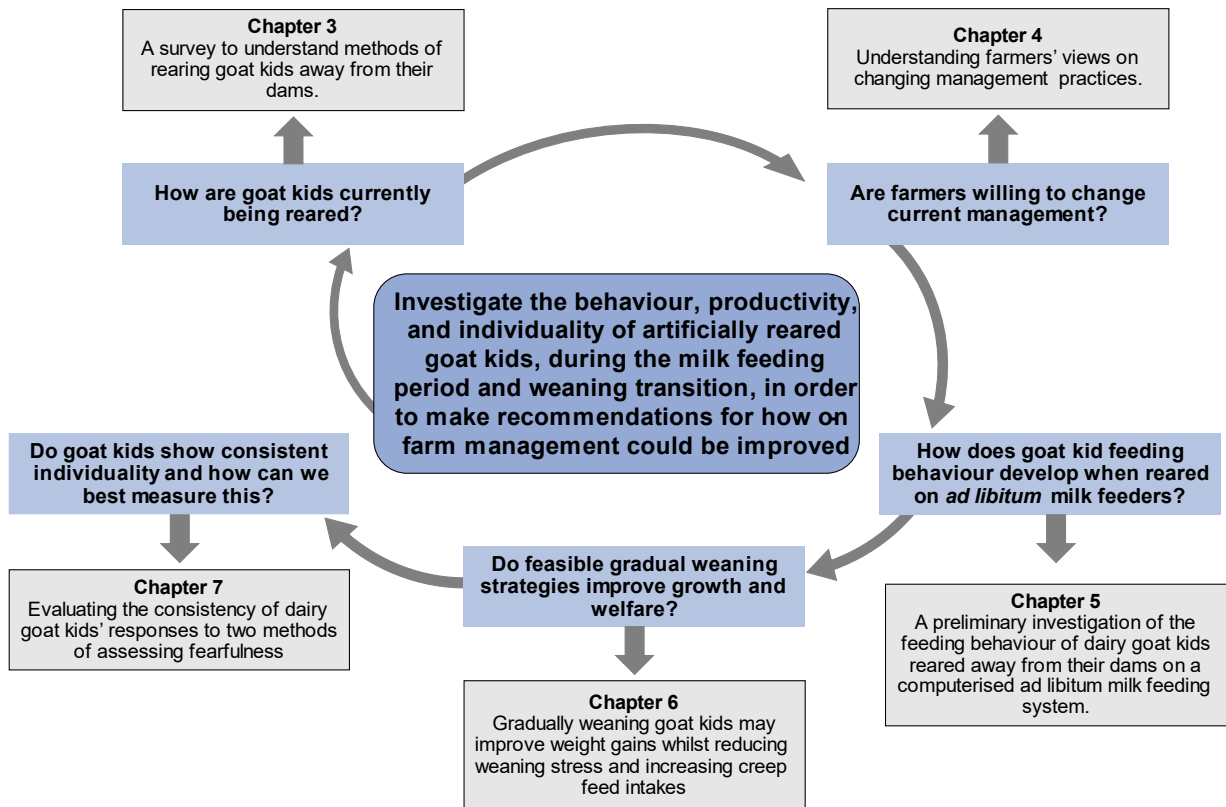 Chapter 3
A survey to understand methods of
rearing goat kids away from their
dams.
Chapter 4
Understanding farmers’ views on
changing management practices.
How are goat kids currently
being reared?
Are farmers willing to change
current management?
Investigate the behaviour, productivity,
and individuality of artificially reared
goat kids, during the milk feeding
period and weaning transition, in order
to make recommendations for how on-
farm management could be improved
Do goat kids show consistent
individuality and how can we
best measure this?
How does goat kid feeding
behaviour develop when reared
on ad libitum milk feeders?
Do feasible gradual weaning
strategies improve growth and
welfare?
Chapter 7
Evaluating the consistency of dairy
goat kids’ responses to two methods
of assessing fearfulness
Chapter 5
A preliminary investigation of the
feeding behaviour of dairy goat kids
reared away from their dams on a
computerised ad libitum milk feeding
system.
Chapter 6
Gradually weaning goat kids may
improve weight gains whilst reducing
weaning stress and increasing creep
feed intakes